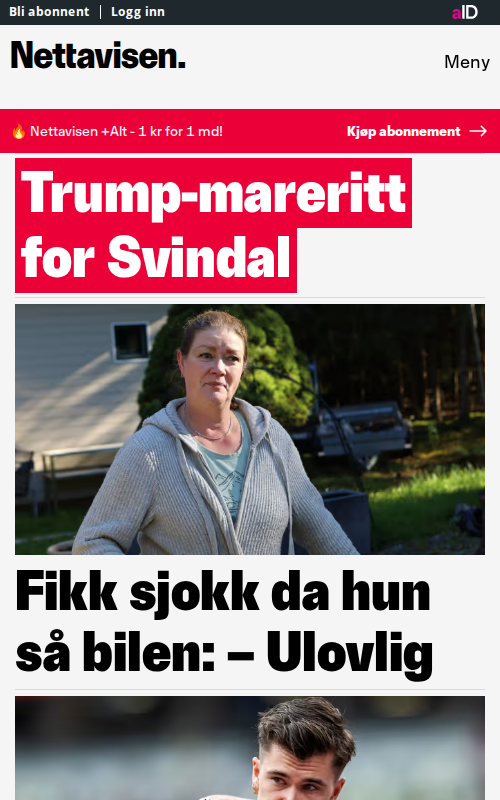 Bli abonnent | Logg inn
aID
Nettavisen.
Meny
🔥 Nettavisen +Alt - 1 kr for 1 md!
Kjøp abonnement →
Trump-mareritt
for Svindal
Fikk sjokk da hun
så bilen: – Ulovlig